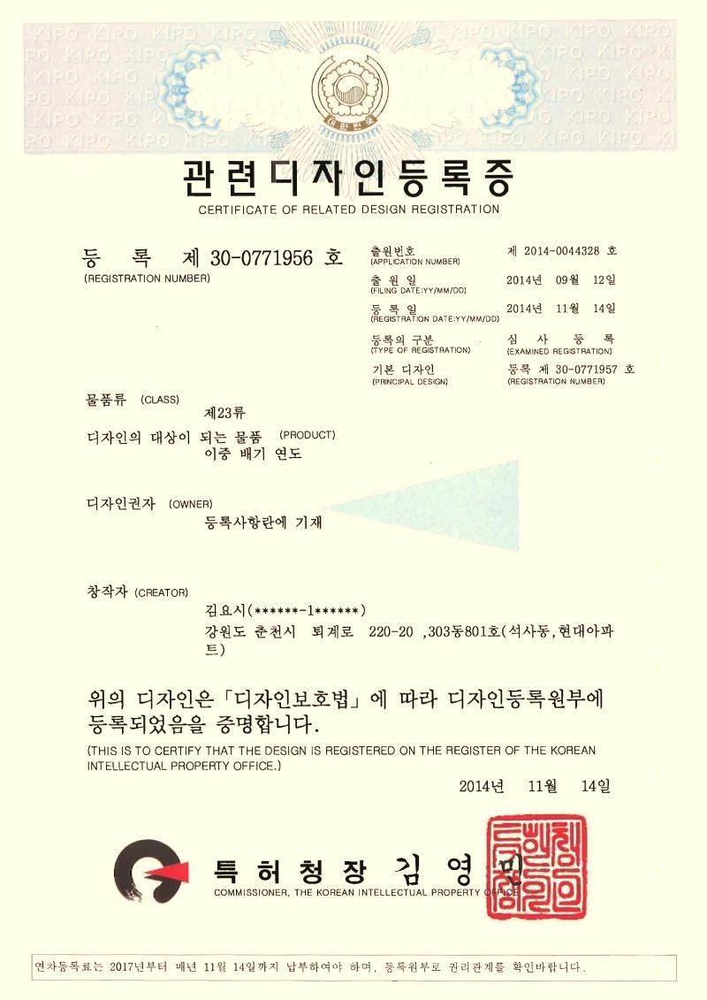 KIPO KIPO KIPO KIPO KIPO KIPO KIPO
대한민국
관련디자인등록증
CERTIFICATE OF RELATED DESIGN REGISTRATION
등 록 제 30-0771956 호
(REGISTRATION NUMBER)
출원번호 제 2014-0044328 호
(APPLICATION NUMBER)
출 원 일 2014년 09월 12일
(FILING DATE:YY/MM/DD)
등 록 일 2014년 11월 14일
(REGISTRATION DATE:YY/MM/DD)
등록의 구분 심 사 등 록
(TYPE OF REGISTRATION) (EXAMINED REGISTRATION)
기본 디자인 등록 제 30-0771957 호
(PRINCIPAL DESIGN) (REGISTRATION NUMBER)
물품류 (CLASS)
제23류
디자인의 대상이 되는 물품 (PRODUCT)
이중 배기 연도
디자인권자 (OWNER)
등록사항란에 기재
창작자 (CREATOR)
김요시(******-1******)
강원도 춘천시 퇴계로 220-20 ,303동801호(석사동,현대아파
트)
위의 디자인은「디자인보호법」에 따라 디자인등록원부에
등록되었음을 증명합니다.
(THIS IS TO CERTIFY THAT THE DESIGN IS REGISTERED ON THE REGISTER OF THE KOREAN
INTELLECTUAL PROPERTY OFFICE.)
2014년 11월 14일
특허청장 김영민
COMMISSIONER, THE KOREAN INTELLECTUAL PROPERTY OFFICE
연차등록료는 2017년부터 매년 11월 14일까지 납부하여야 하며, 등록원부로 권리관계를 확인바랍니다.